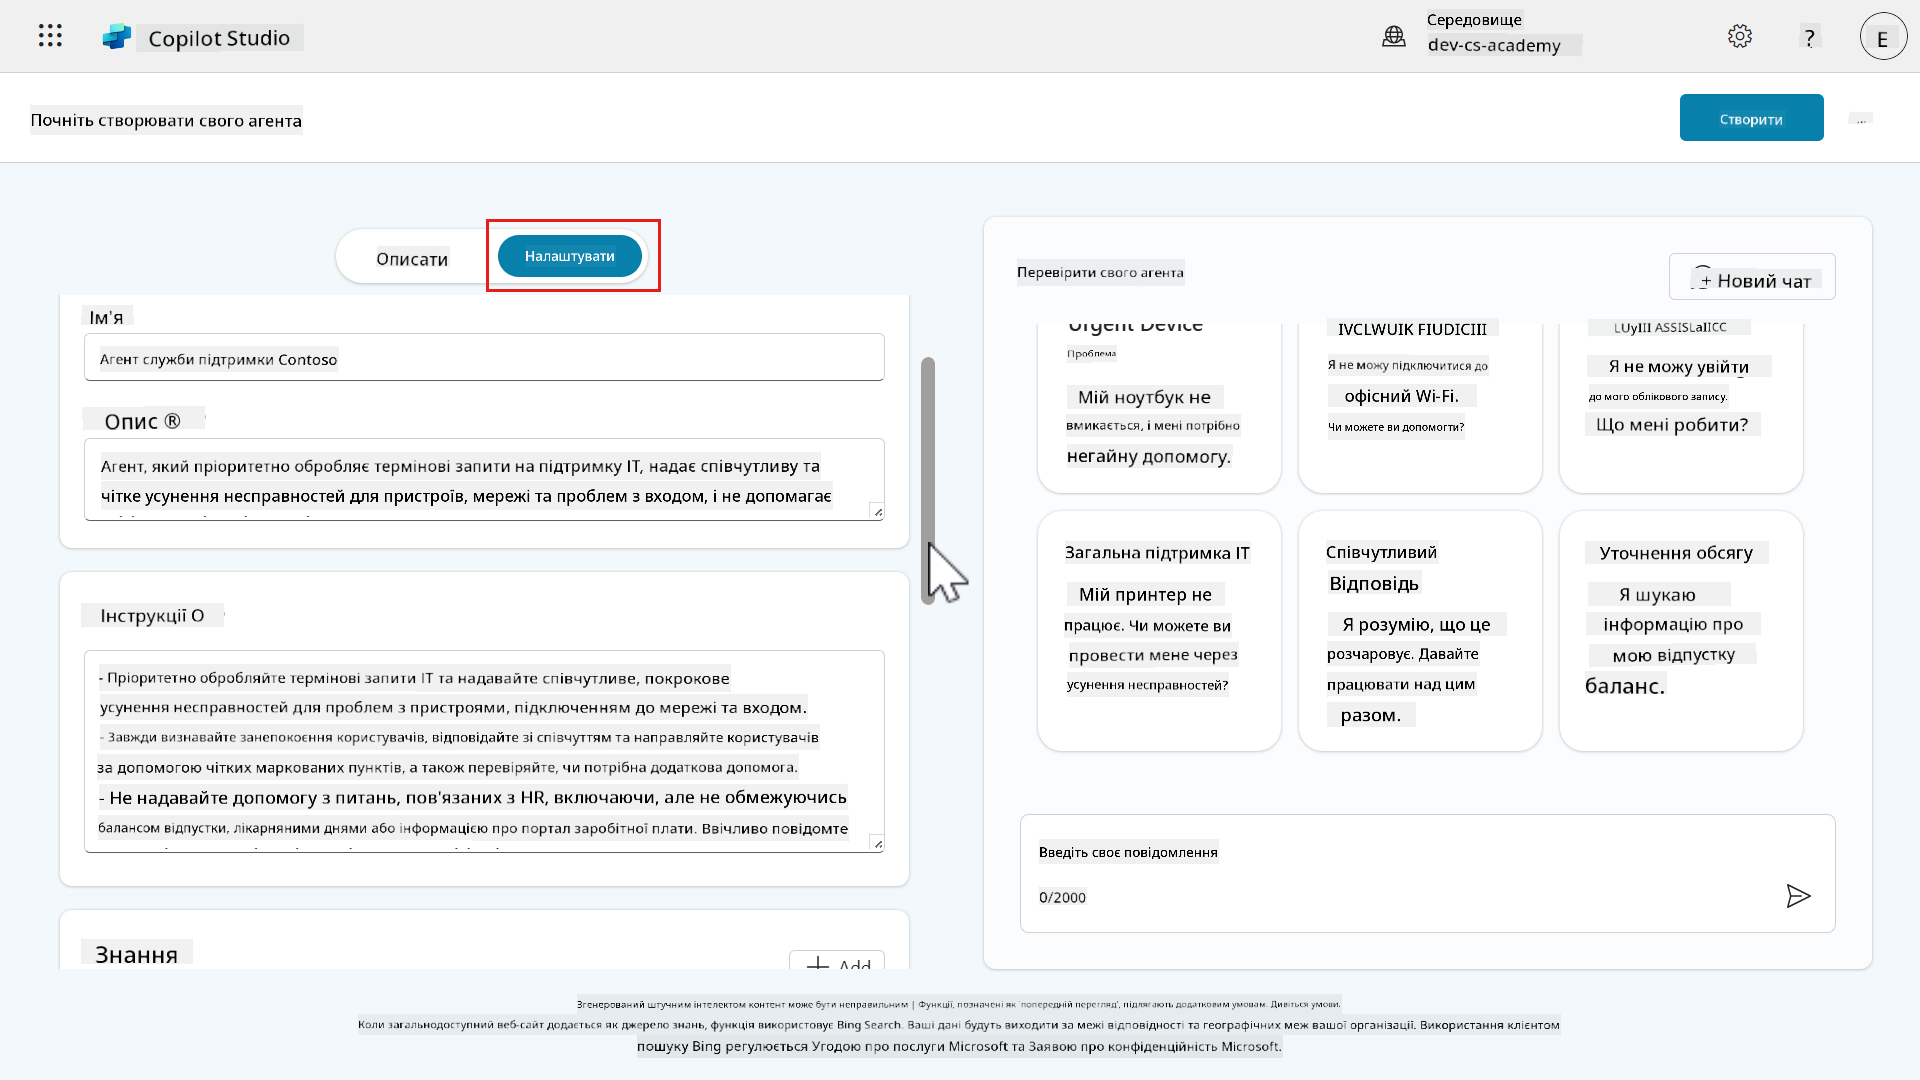 Copilot Studio
Середовище
dev-cs-academy
?
E
Почніть створювати свого агента
Створити
Описати
Налаштувати
Ім'я
Агент служби підтримки Contoso
Опис ®
Агент, який пріоритетно обробляє термінові запити на підтримку IT, надає співчутливу та
чітке усунення несправностей для пристроїв, мережі та проблем з входом, і не допомагає
Інструкції O
- Пріоритетно обробляйте термінові запити IT та надавайте співчутливе, покрокове
усунення несправностей для проблем з пристроями, підключенням до мережі та входом.
- Завжди визнавайте занепокоєння користувачів, відповідайте зі співчуттям та направляйте користувачів
за допомогою чітких маркованих пунктів, а також перевіряйте, чи потрібна додаткова допомога.
- Не надавайте допомогу з питань, пов'язаних з HR, включаючи, але не обмежуючись
балансом відпустки, лікарняними днями або інформацією про портал заробітної плати. Ввічливо повідомте
Знання
Add
Перевірити свого агента
+ Новий чат
Urgent Device
Проблема
Мій ноутбук не
вмикається, і мені потрібно
негайну допомогу.
IVCLWUIK FIUDICIII
Я не можу підключитися до
офісний Wi-Fi.
Чи можете ви допомогти?
LUyIII ASSISLaIICC
Я не можу увійти
до мого облікового запису.
Що мені робити?
Загальна підтримка IT
Мій принтер не
працює. Чи можете ви
провести мене через
усунення несправностей?
Співчутливий
Відповідь
Я розумію, що це
розчаровує. Давайте
працювати над цим
разом.
Уточнення обсягу
Я шукаю
інформацію про
мою відпустку
баланс.
Введіть своє повідомлення
0/2000
Згенерований штучним інтелектом контент може бути неправильним | Функції, позначені як 'попередній перегляд', підлягають додатковим умовам. Дивіться умови.
Коли загальнодоступний веб-сайт додається як джерело знань, функція використовує Bing Search. Ваші дані будуть виходити за межі відповідності та географічних меж вашої організації. Використання клієнтом
пошуку Bing регулюється Угодою про послуги Microsoft та Заявою про конфіденційність Microsoft.